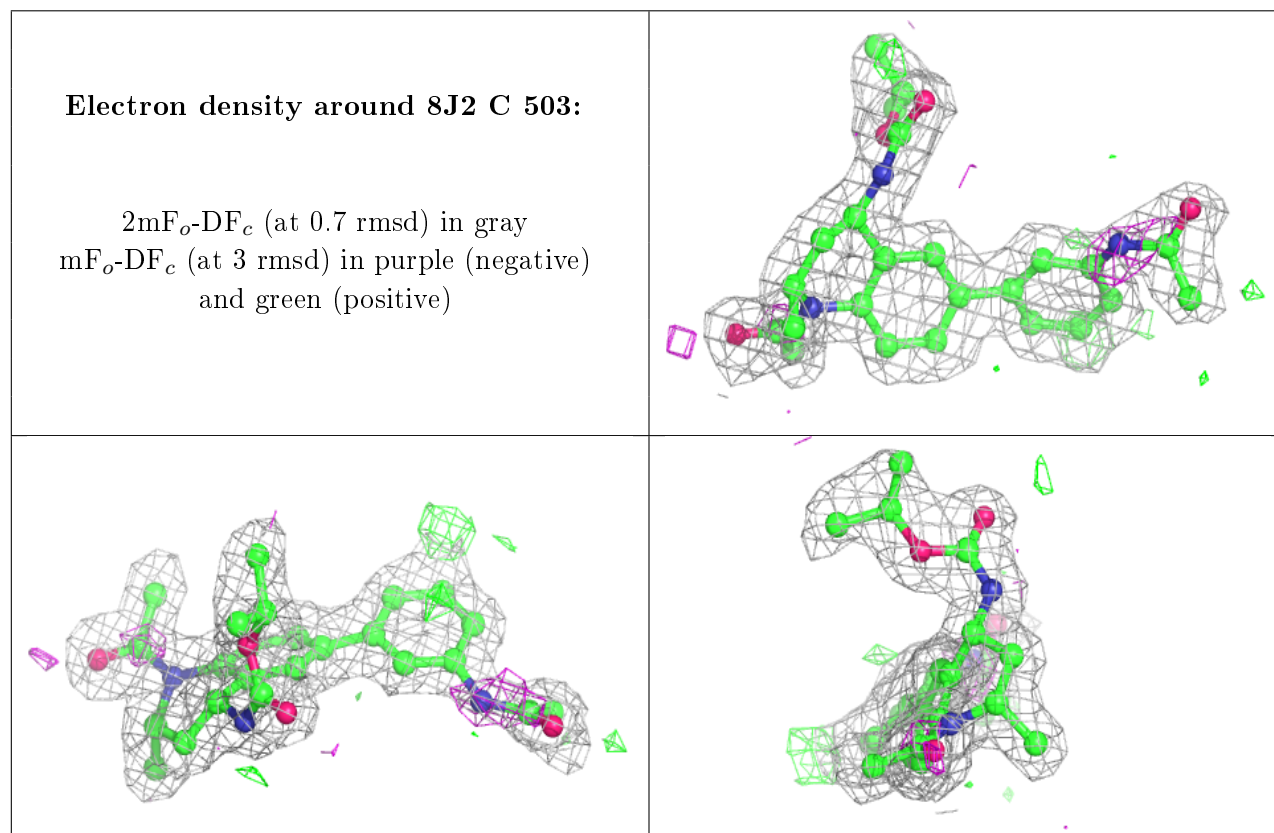 Electron density around 8J2 C 503:
2mFo-DFc (at 0.7 rmsd) in gray
mFo-DFc (at 3 rmsd) in purple (negative)
and green (positive)